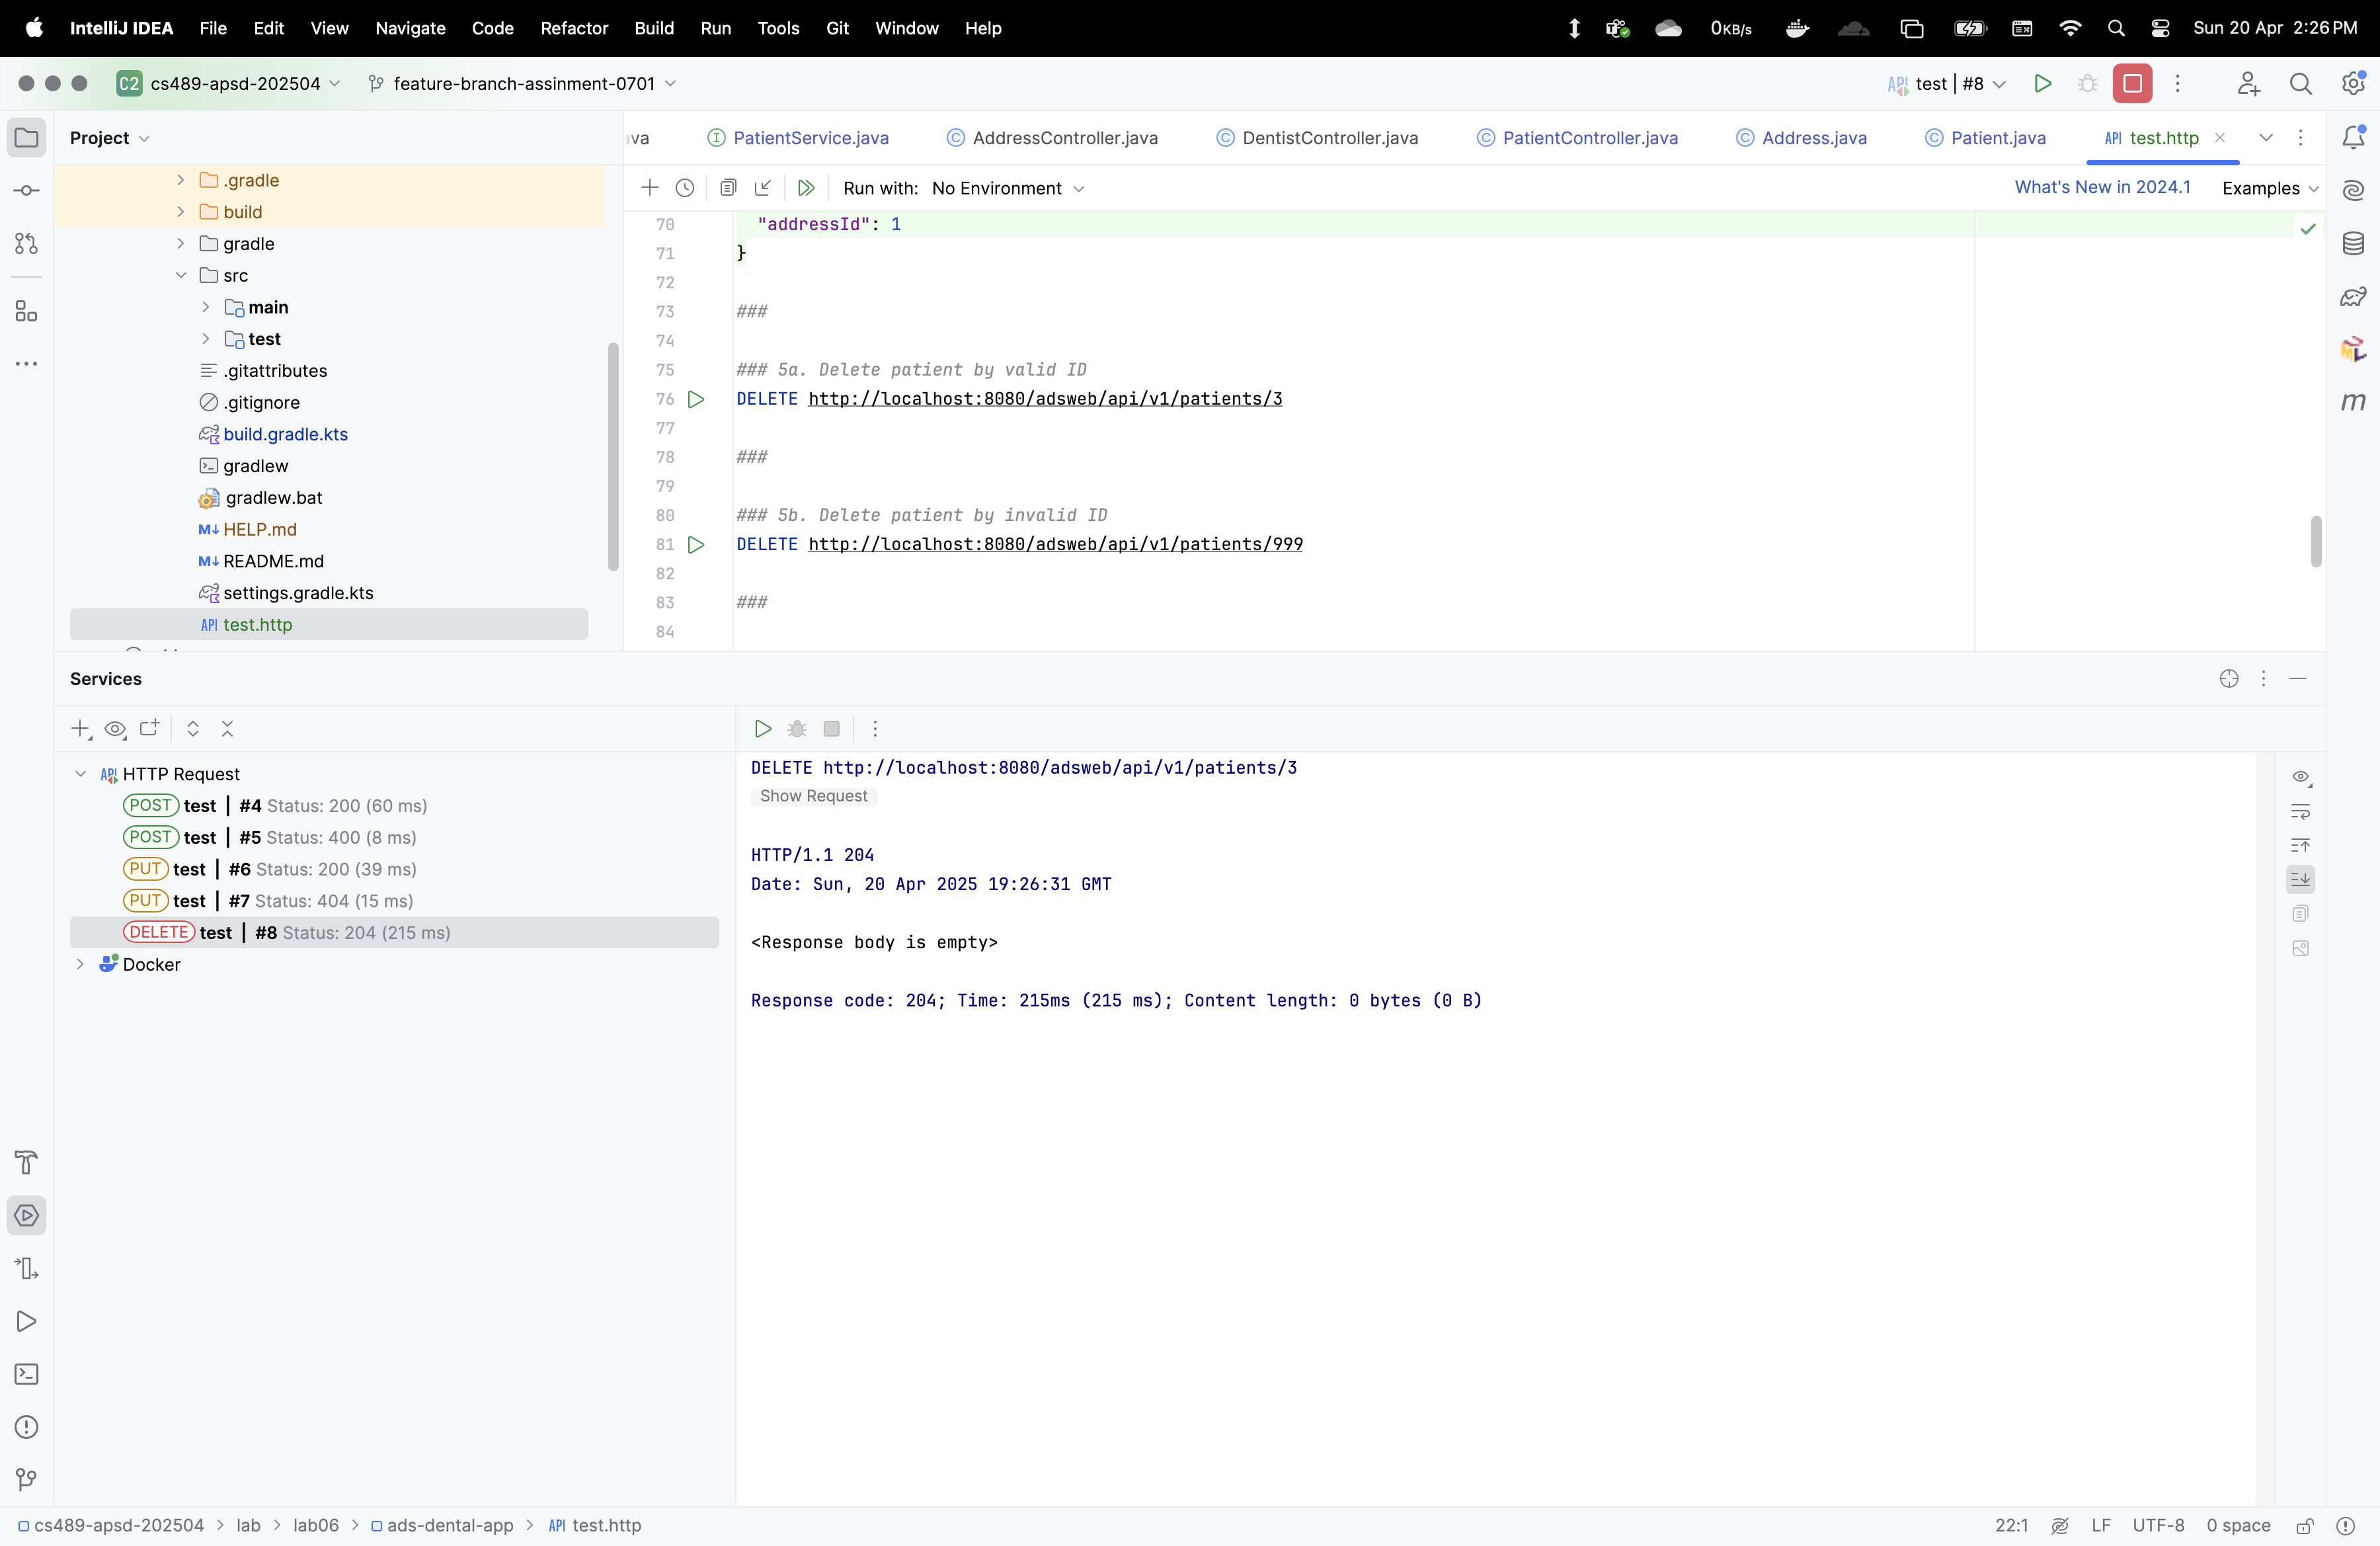 IntelliJ IDEA File Edit View Navigate Code Refactor Build Run Tools Git Window Help 0KB/s Sun 20 Apr 2:26 PM
C2 cs489-apsd-202504 feature-branch-assinment-0701 API test | #8
Project
.gradle
build
gradle
src
main
test
.gitattributes
.gitignore
build.gradle.kts
gradlew
gradlew.bat
M↓ HELP.md
M↓ README.md
settings.gradle.kts
API test.http
ava PatientService.java AddressController.java DentistController.java PatientController.java Address.java Patient.java API test.http
Run with: No Environment What's New in 2024.1 Examples
70 "addressId": 1
71 }
72
73 ###
74
75 ### 5a. Delete patient by valid ID
76 DELETE http://localhost:8080/adsweb/api/v1/patients/3
77
78 ###
79
80 ### 5b. Delete patient by invalid ID
81 DELETE http://localhost:8080/adsweb/api/v1/patients/999
82
83 ###
84
Services
API HTTP Request
POST test | #4 Status: 200 (60 ms)
POST test | #5 Status: 400 (8 ms)
PUT test | #6 Status: 200 (39 ms)
PUT test | #7 Status: 404 (15 ms)
DELETE test | #8 Status: 204 (215 ms)
Docker
DELETE http://localhost:8080/adsweb/api/v1/patients/3
Show Request
HTTP/1.1 204
Date: Sun, 20 Apr 2025 19:26:31 GMT
<Response body is empty>
Response code: 204; Time: 215ms (215 ms); Content length: 0 bytes (0 B)
cs489-apsd-202504 > lab > lab06 > ads-dental-app > API test.http 22:1 LF UTF-8 0 space